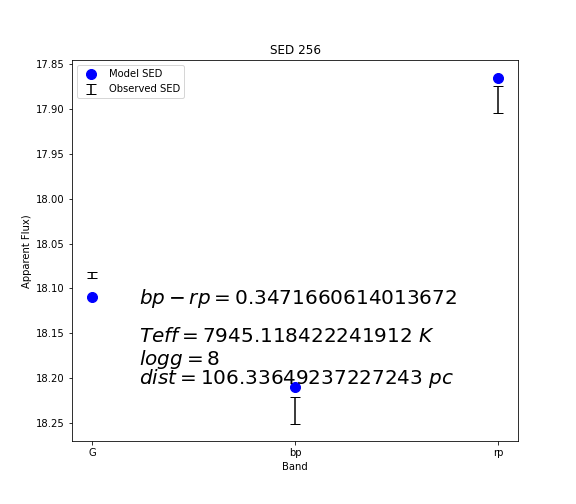 SED 256
Model SED
Observed SED
17.85
17.90
17.95
18.00
18.05
18.10
18.15
18.20
18.25
Apparent Flux)
bp − rp = 0.3471660614013672
Teff = 7945.118422241912 K
logg = 8
dist = 106.33649237227243 pc
G bp rp
Band